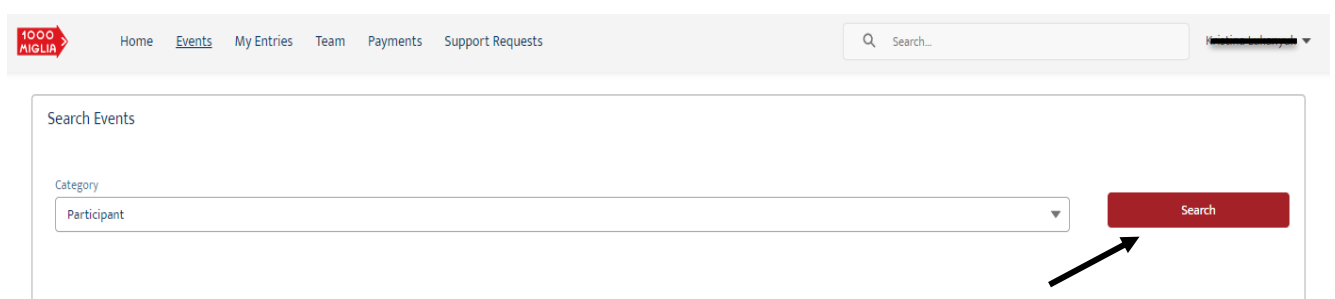 1000
MIGLIA
Home Events My Entries Team Payments Support Requests
Search...
Search Events
Category
Participant
Search